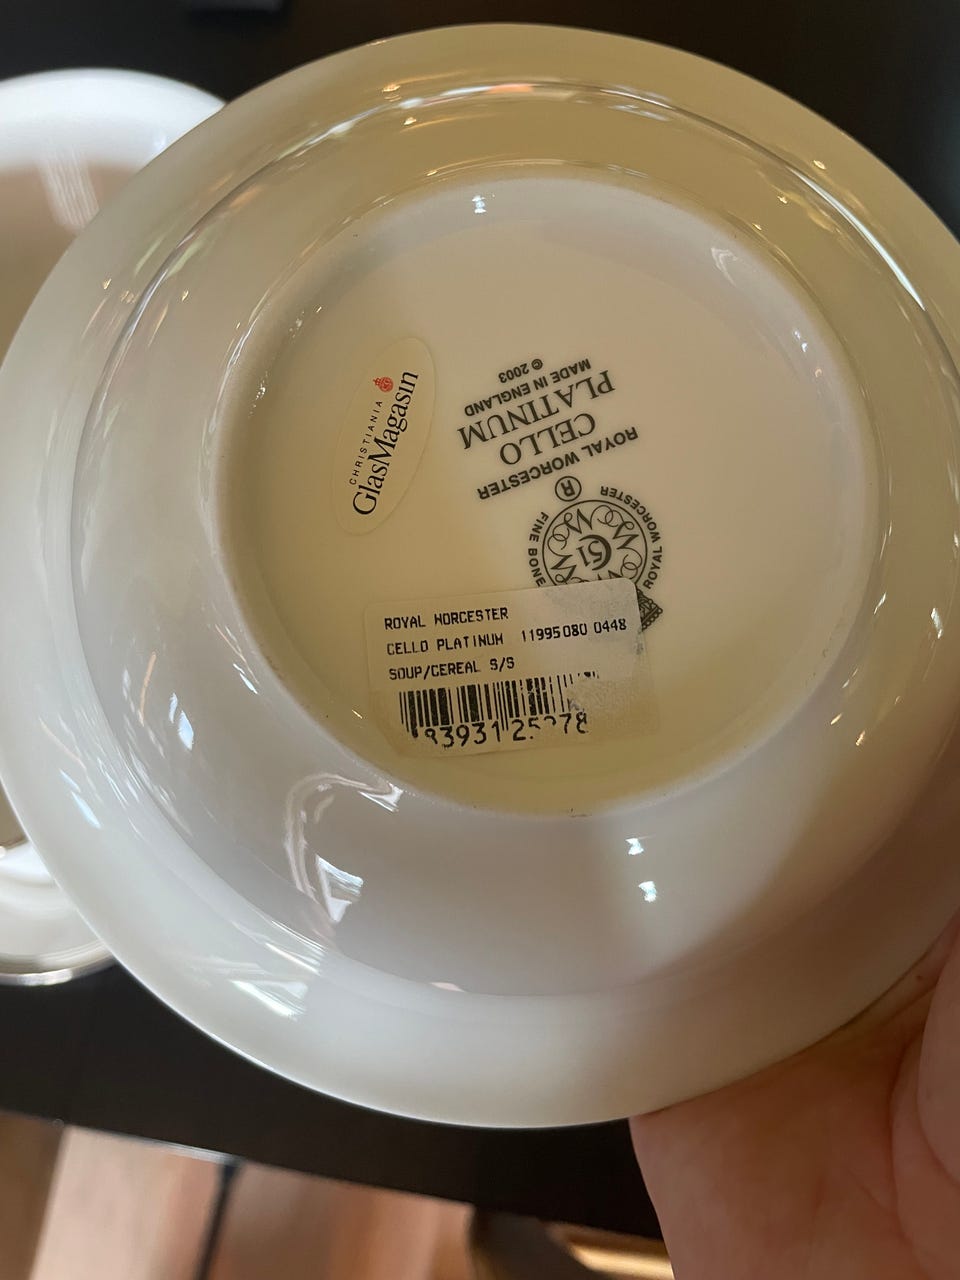 CHRISTIANIA
GlasMagasin
ROYAL WORCESTER
FINE BONE
51
®
ROYAL WORCESTER
CELLO
PLATINUM
MADE IN ENGLAND
© 2003
ROYAL WORCESTER
CELLO PLATINUM 11995080 0448
SOUP/CEREAL S/S